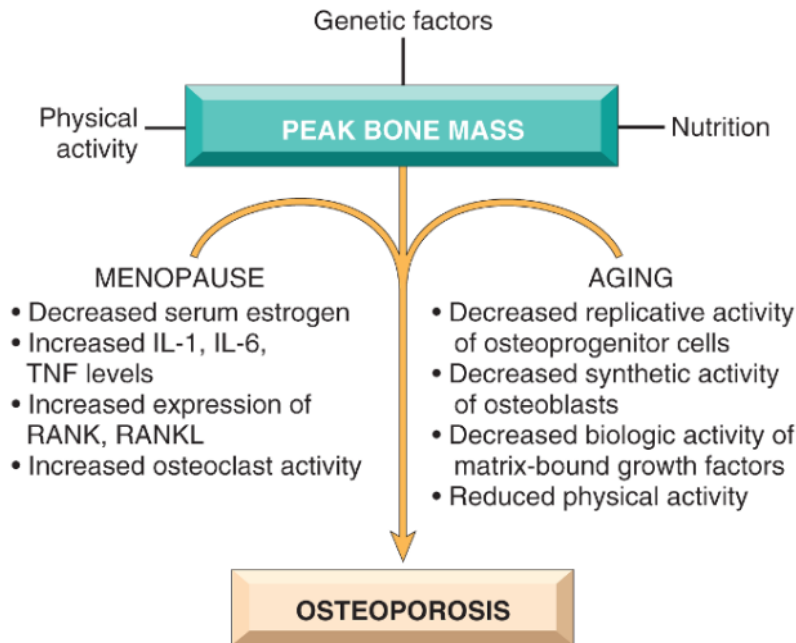 Genetic factors
Physical
activity
PEAK BONE MASS
Nutrition
MENOPAUSE
• Decreased serum estrogen
• Increased IL-1, IL-6,
TNF levels
• Increased expression of
RANK, RANKL
• Increased osteoclast activity
AGING
• Decreased replicative activity
of osteoprogenitor cells
• Decreased synthetic activity
of osteoblasts
• Decreased biologic activity of
matrix-bound growth factors
• Reduced physical activity
OSTEOPOROSIS